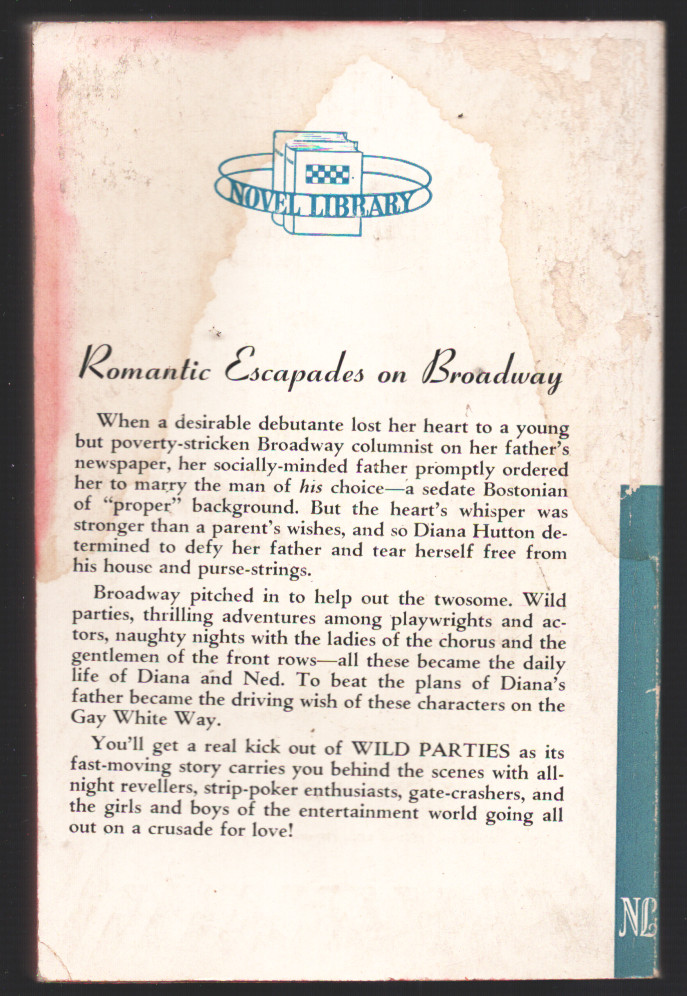 NOVEL LIBRARY
Romantic Escapades on Broadway
When a desirable debutante lost her heart to a young
but poverty-stricken Broadway columnist on her father's
newspaper, her socially-minded father promptly ordered
her to marry the man of his choice—a sedate Bostonian
of "proper" background. But the heart's whisper was
stronger than a parent's wishes, and so Diana Hutton de-
termined to defy her father and tear herself free from
his house and purse-strings.
Broadway pitched in to help out the twosome. Wild
parties, thrilling adventures among playwrights and ac-
tors, naughty nights with the ladies of the chorus and the
gentlemen of the front rows—all these became the daily
life of Diana and Ned. To beat the plans of Diana's
father became the driving wish of these characters on the
Gay White Way.
You'll get a real kick out of WILD PARTIES as its
fast-moving story carries you behind the scenes with all-
night revellers, strip-poker enthusiasts, gate-crashers, and
the girls and boys of the entertainment world going all
out on a crusade for love!
NL